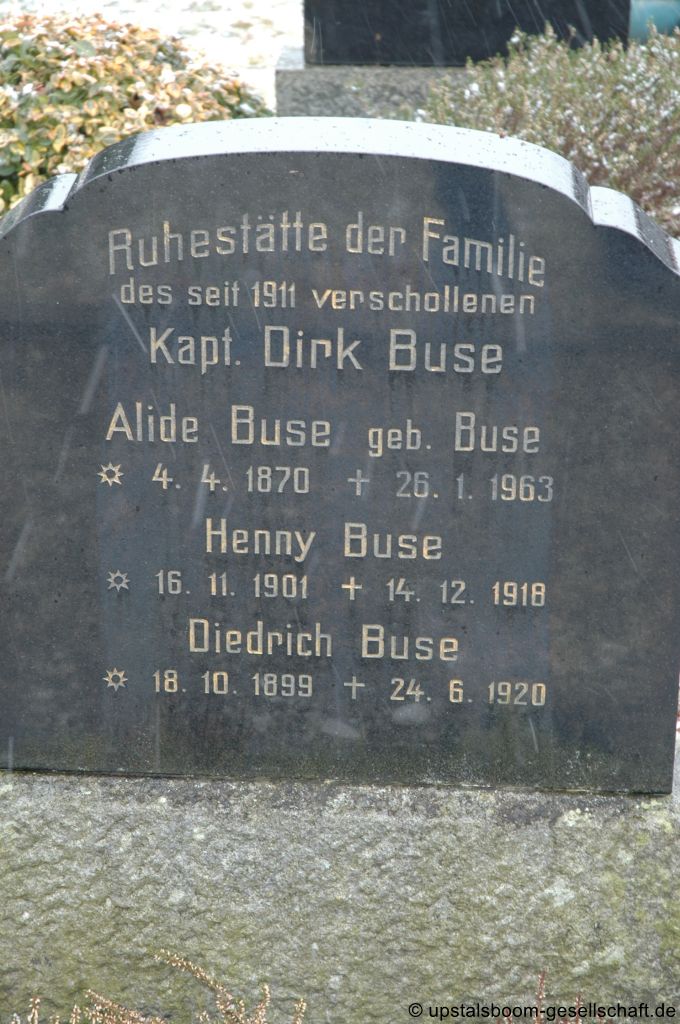 Ruhestätte der Familie
des seit 1911 verschollenen
Kapt. Dirk Buse
Alide Buse geb. Buse
* 4. 4. 1870 + 26. 1. 1963
Henny Buse
* 16. 11. 1901 + 14. 12. 1918
Diedrich Buse
* 18. 10. 1899 + 24. 6. 1920
© upstalsboom-gesellschaft.de